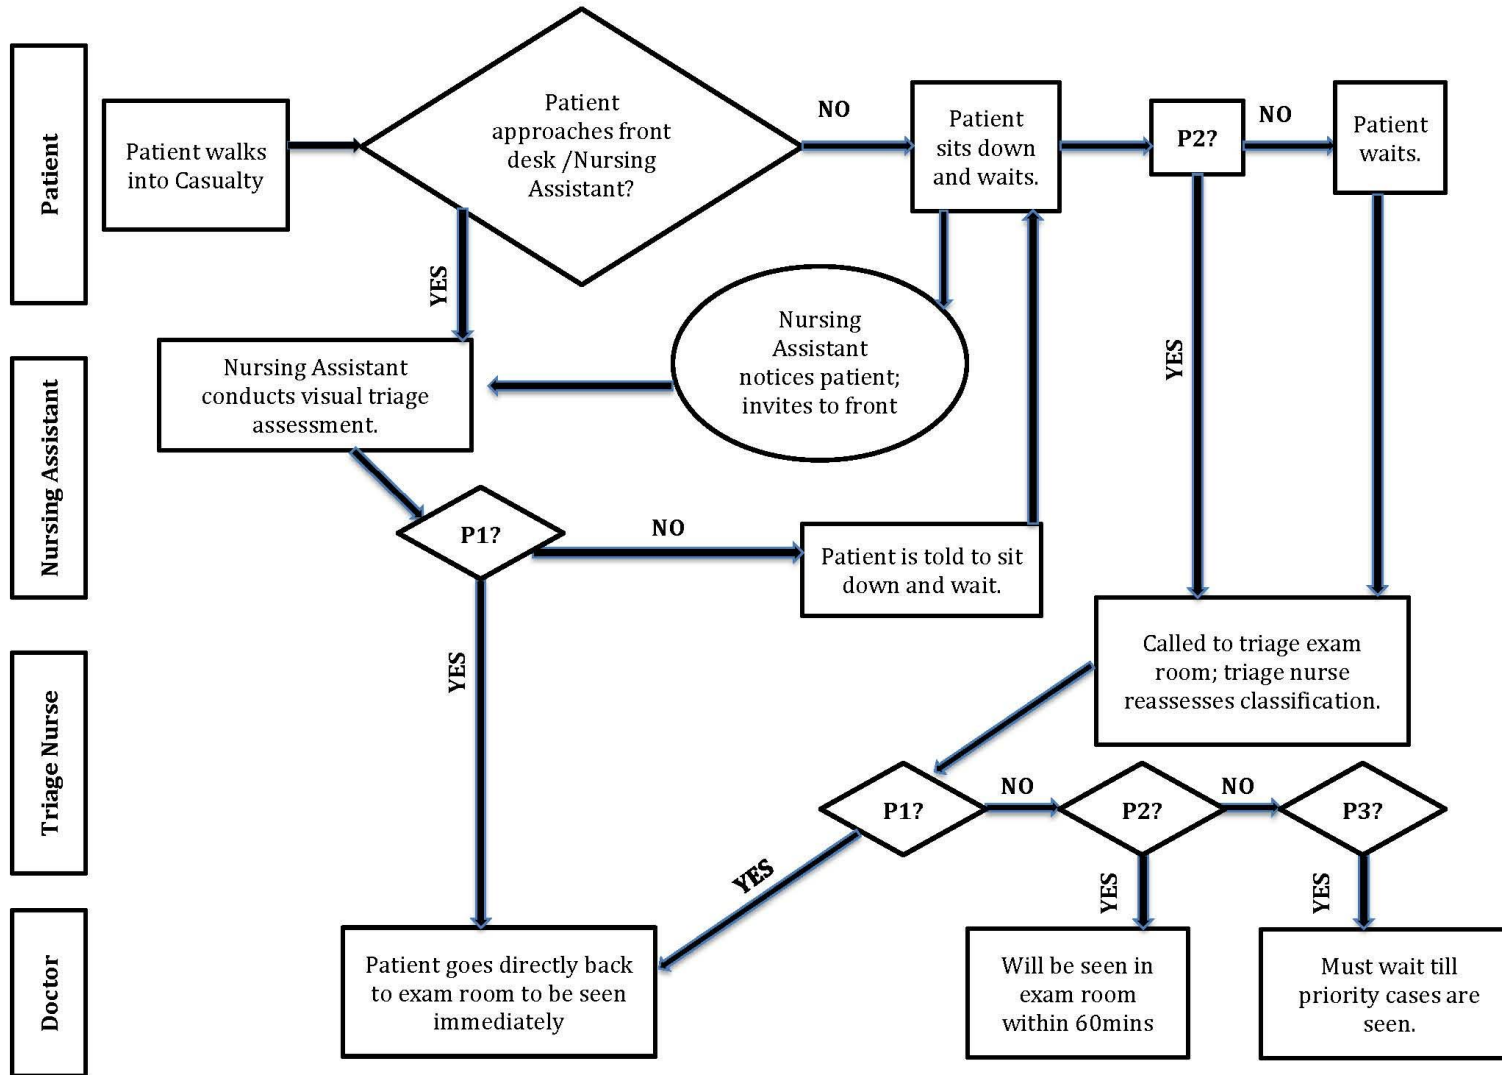 Patient
Patient walks
into Casualty
Patient
approaches front
desk /Nursing
Assistant?
NO
Patient
sits down
and waits.
P2?
NO
Patient
waits.
YES
YES
Nursing Assistant
Nursing Assistant
conducts visual triage
assessment.
Nursing
Assistant
notices patient;
invites to front
P1?
NO
Patient is told to sit
down and wait.
YES
Called to triage exam
room; triage nurse
reassesses classification.
Triage Nurse
P1?
NO
P2?
NO
P3?
YES
YES
YES
Doctor
Patient goes directly back
to exam room to be seen
immediately
Will be seen in
exam room
within 60mins
Must wait till
priority cases are
seen.